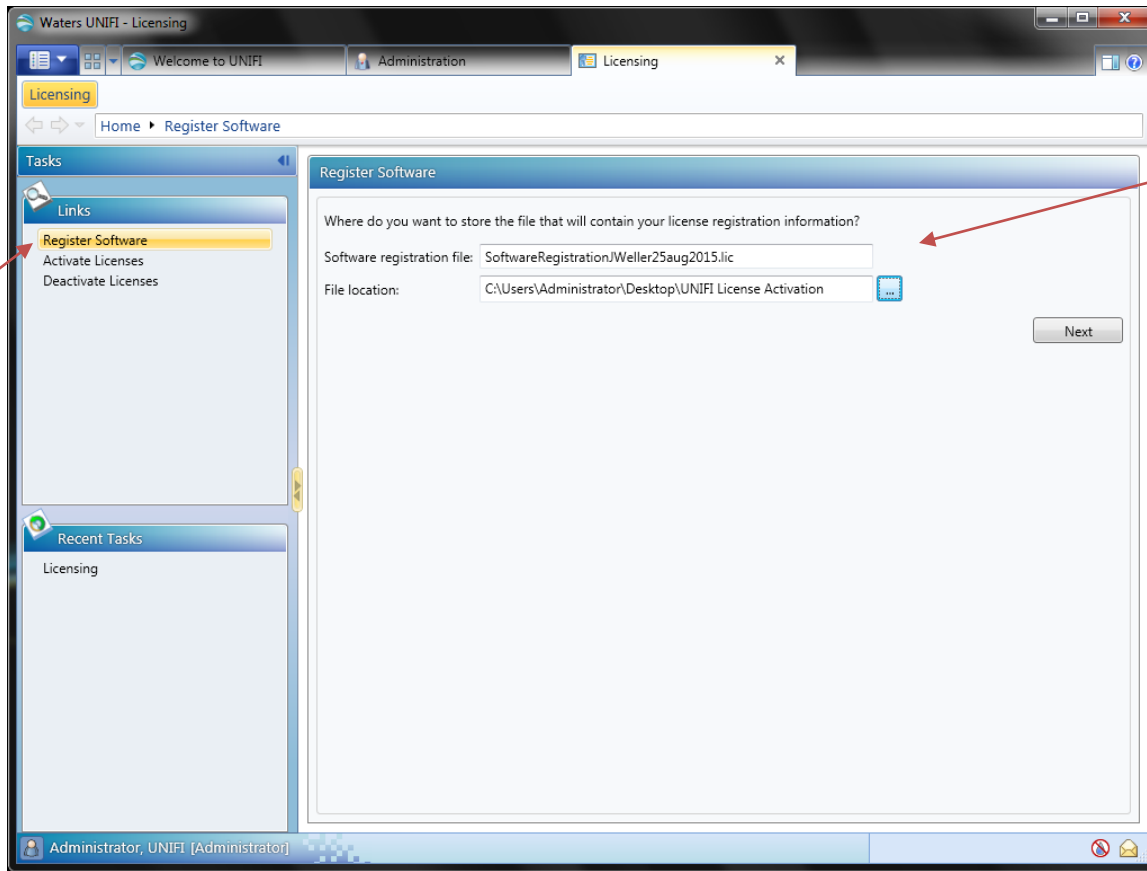 Waters UNIFI - Licensing
Welcome to UNIFI
Administration
Licensing
Licensing
Home Register Software
Tasks
Links
Register Software
Activate Licenses
Deactivate Licenses
Recent Tasks
Licensing
Register Software
Where do you want to store the file that will contain your license registration information?
Software registration file: SoftwareRegistrationJWeller25aug2015.lic
File location: C:\Users\Administrator\Desktop\UNIFI License Activation ...
Next
Administrator, UNIFI [Administrator]